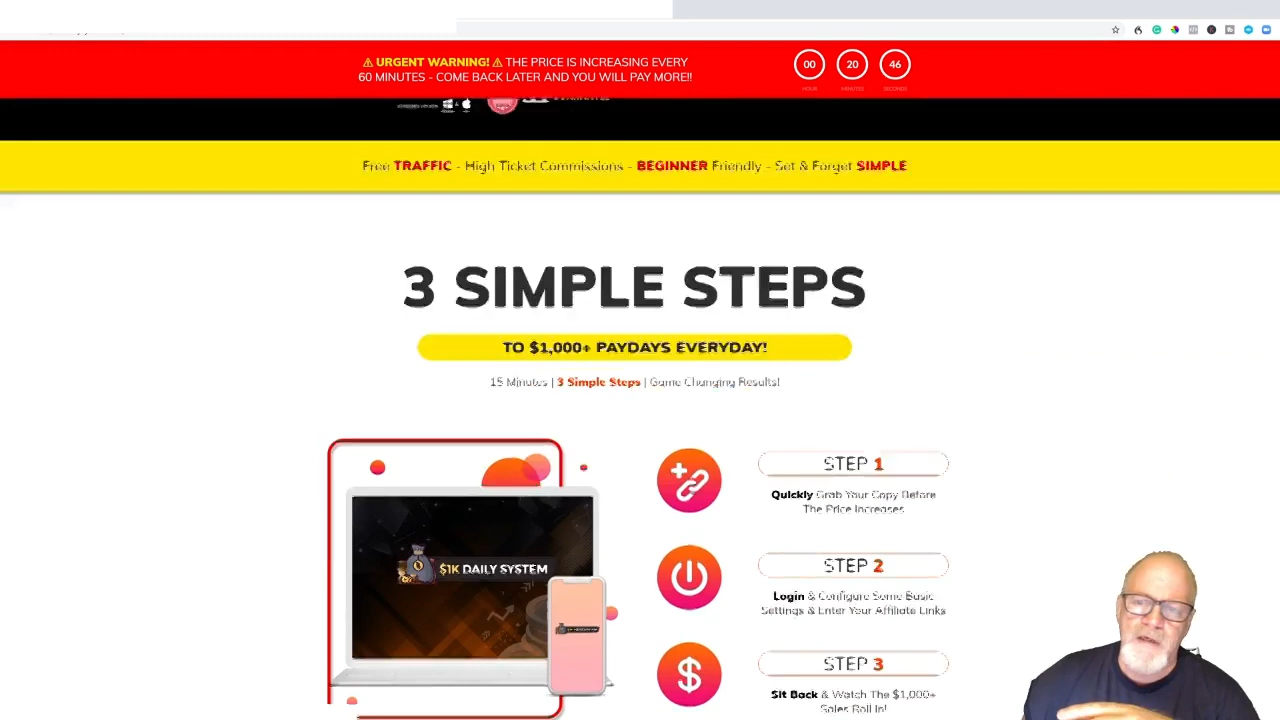 ⚠ URGENT WARNING! ⚠ THE PRICE IS INCREASING EVERY
60 MINUTES - COME BACK LATER AND YOU WILL PAY MORE!!
00 20 46
HOUR MINUTES SECONDS
Free TRAFFIC - High Ticket Commissions - BEGINNER Friendly - Set & Forget SIMPLE
3 SIMPLE STEPS
TO $1,000+ PAYDAYS EVERYDAY!
15 Minutes | 3 Simple Steps | Game Changing Results!
$1K DAILY SYSTEM
STEP 1
Quickly Grab Your Copy Before
The Price Increases
STEP 2
Login & Configure Some Basic
Settings & Enter Your Affiliate Links
STEP 3
Sit Back & Watch The $1,000+
Sales Roll In!